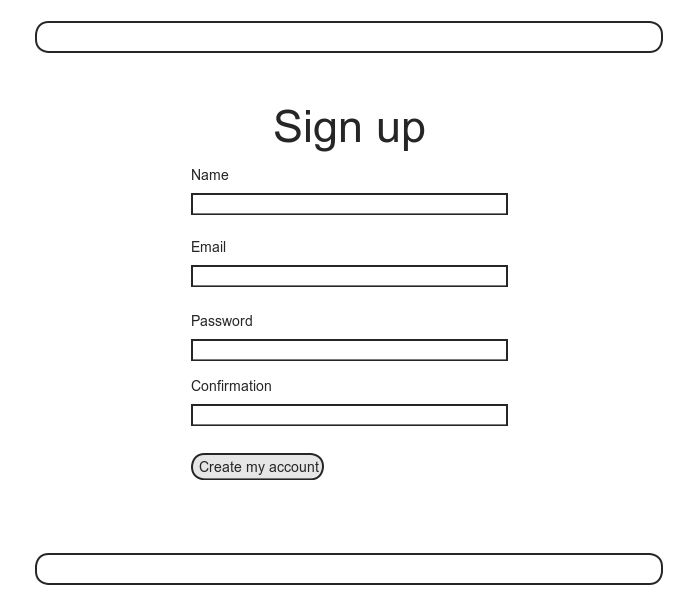 Sign up
Name
Email
Password
Confirmation
Create my account